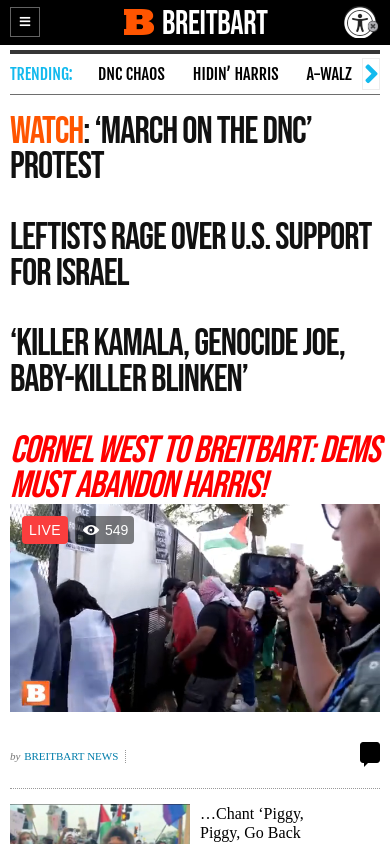 BREITBART
TRENDING:
DNC CHAOS
HIDIN’ HARRIS
A-WALZ
WATCH: ‘MARCH ON THE DNC’
PROTEST
LEFTISTS RAGE OVER U.S. SUPPORT
FOR ISRAEL
‘KILLER KAMALA, GENOCIDE JOE,
BABY-KILLER BLINKEN’
CORNEL WEST TO BREITBART: DEMS
MUST ABANDON HARRIS!
LIVE
549
by BREITBART NEWS
…Chant ‘Piggy,
Piggy, Go Back